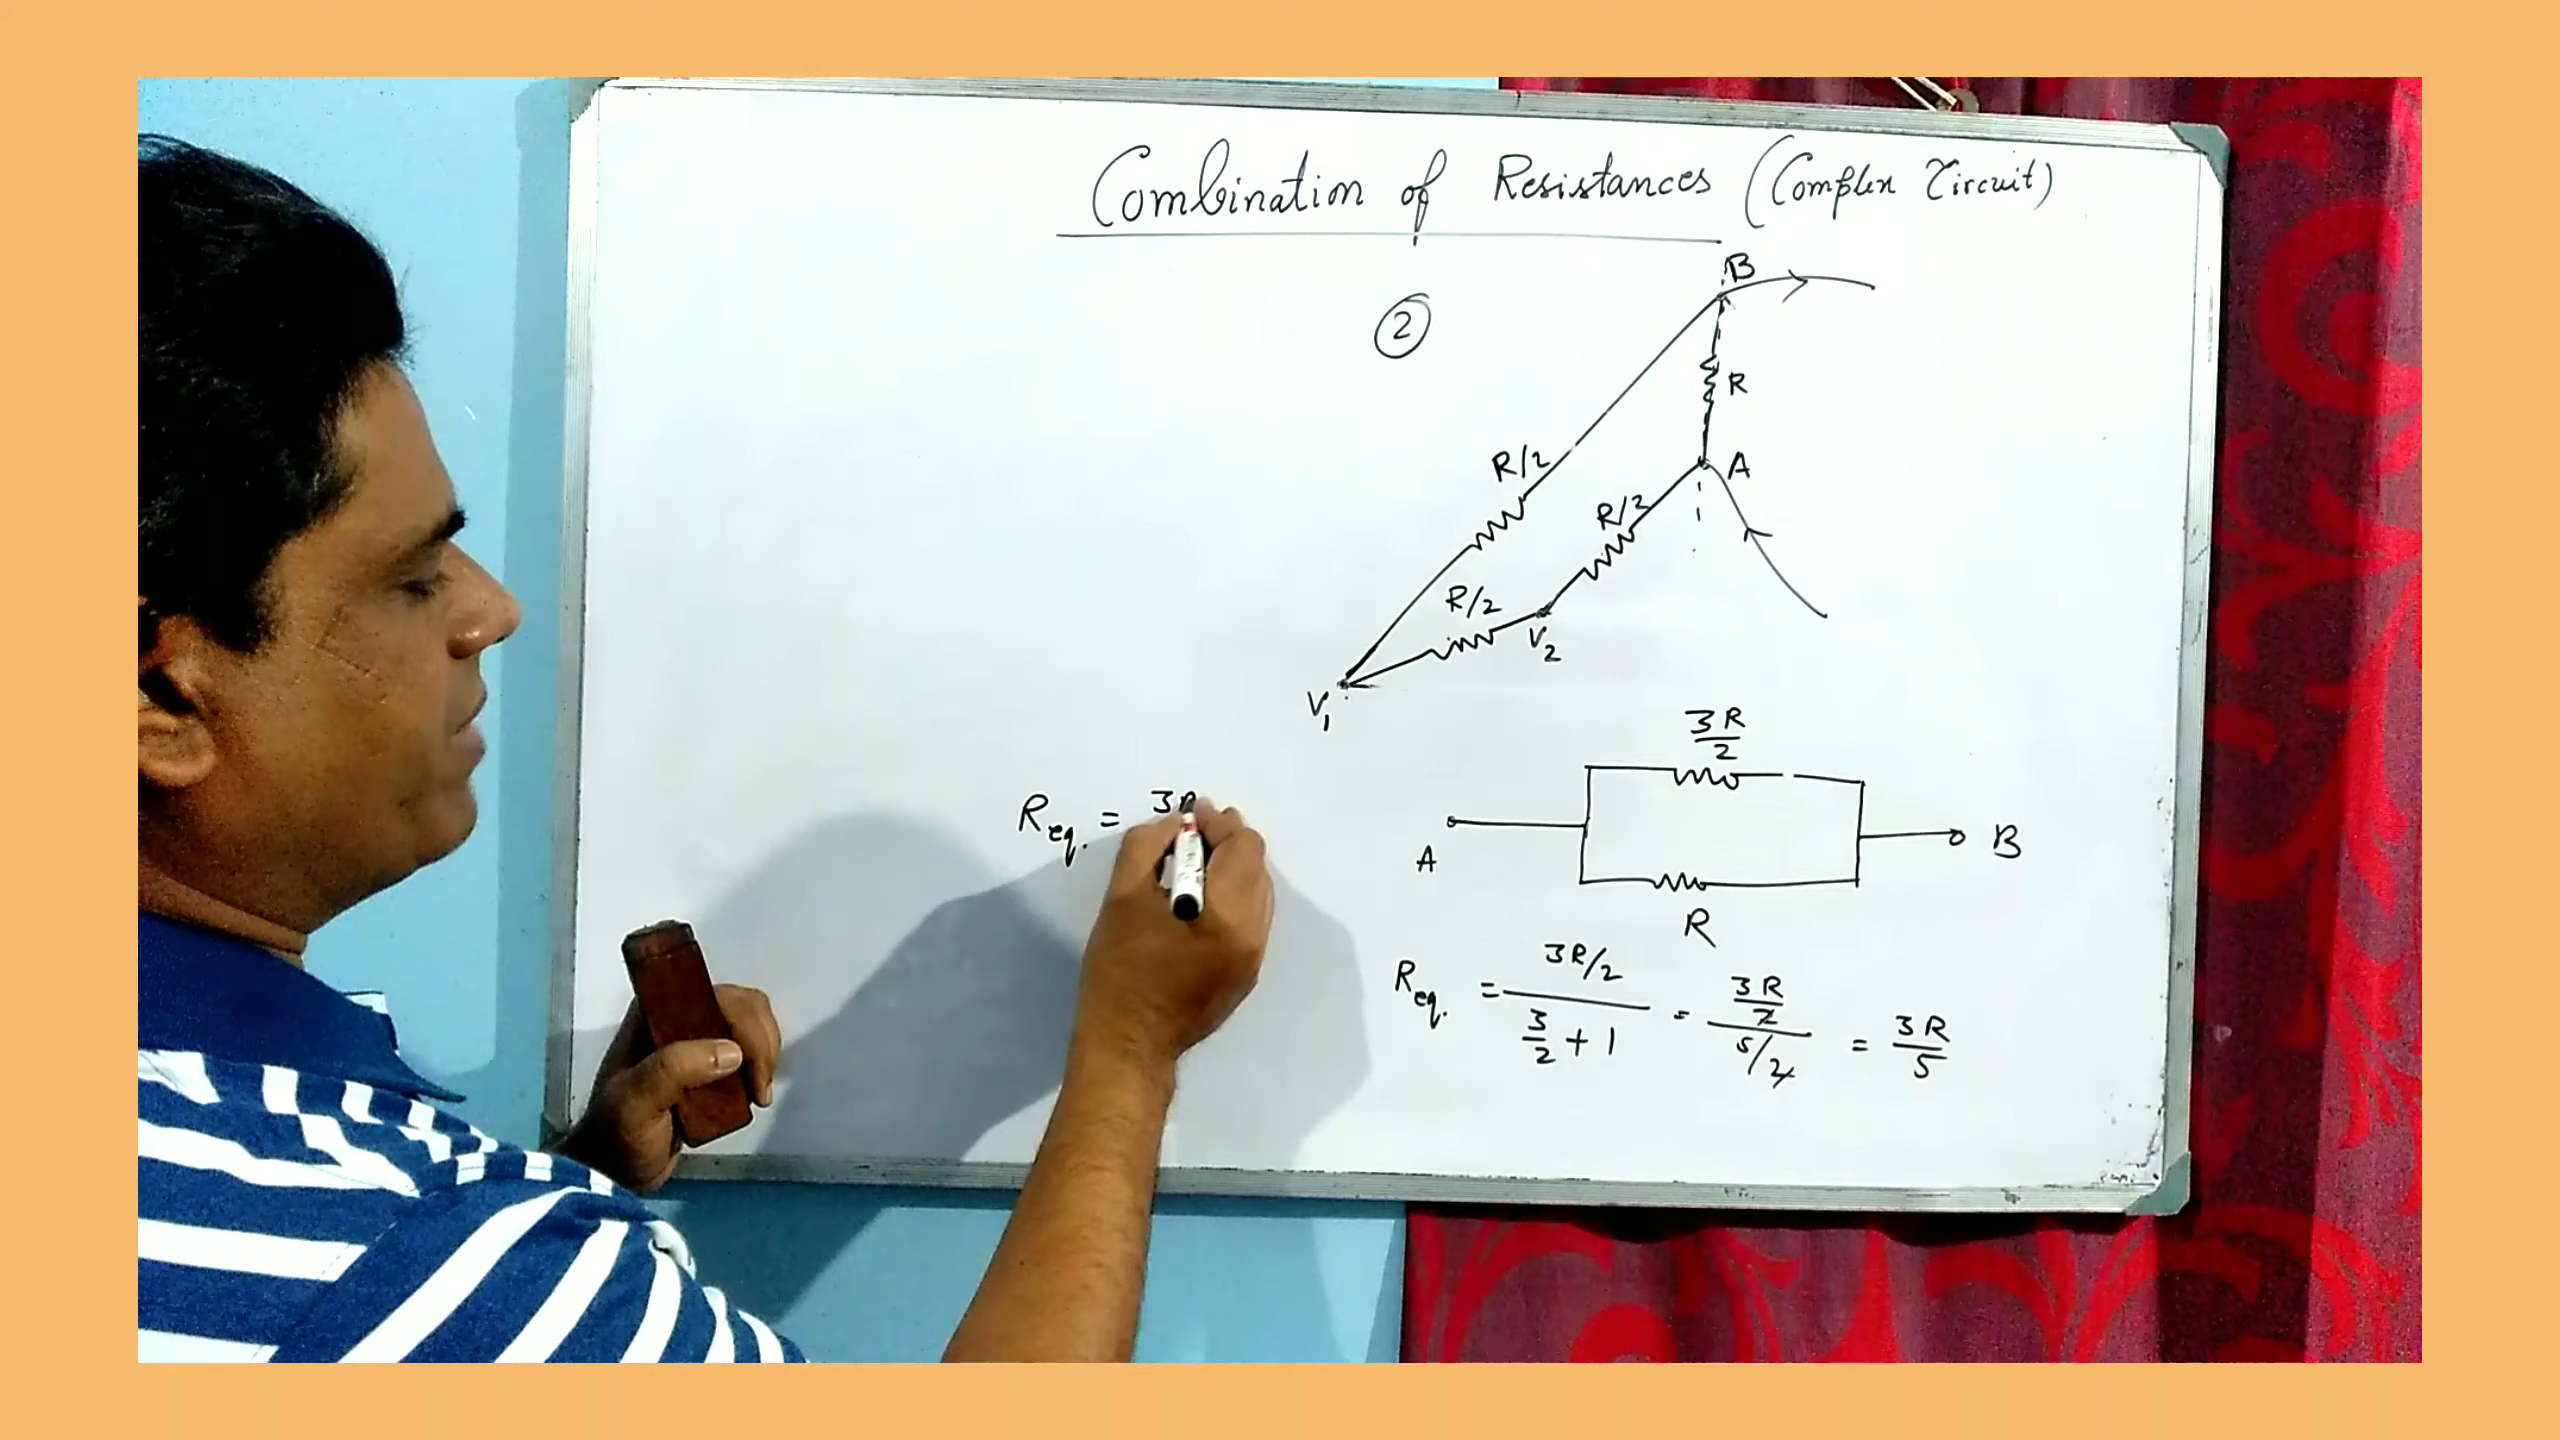 Combination of Resistances (Complex Circuit)
2
B
R
R/2
A
R/2
R/2
V2
V1
3R/2
A
B
R
Req. = 3R
Req. = 3R/2 / 3/2 + 1 = 3R/2 / 5/2 = 3R/5